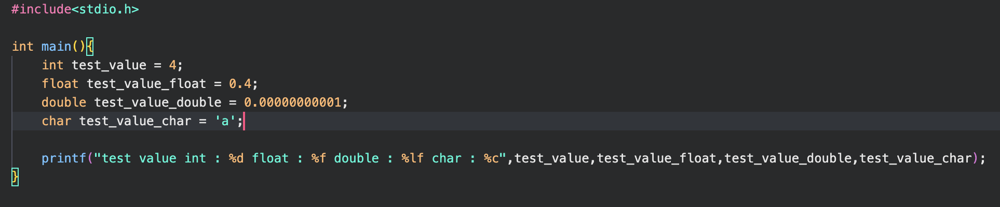 #include<stdio.h>
int main(){
    int test_value = 4;
    float test_value_float = 0.4;
    double test_value_double = 0.00000000001;
    char test_value_char = 'a';
    printf("test value int : %d float : %f double : %lf char : %c",test_value,test_value_float,test_value_double,test_value_char);
}